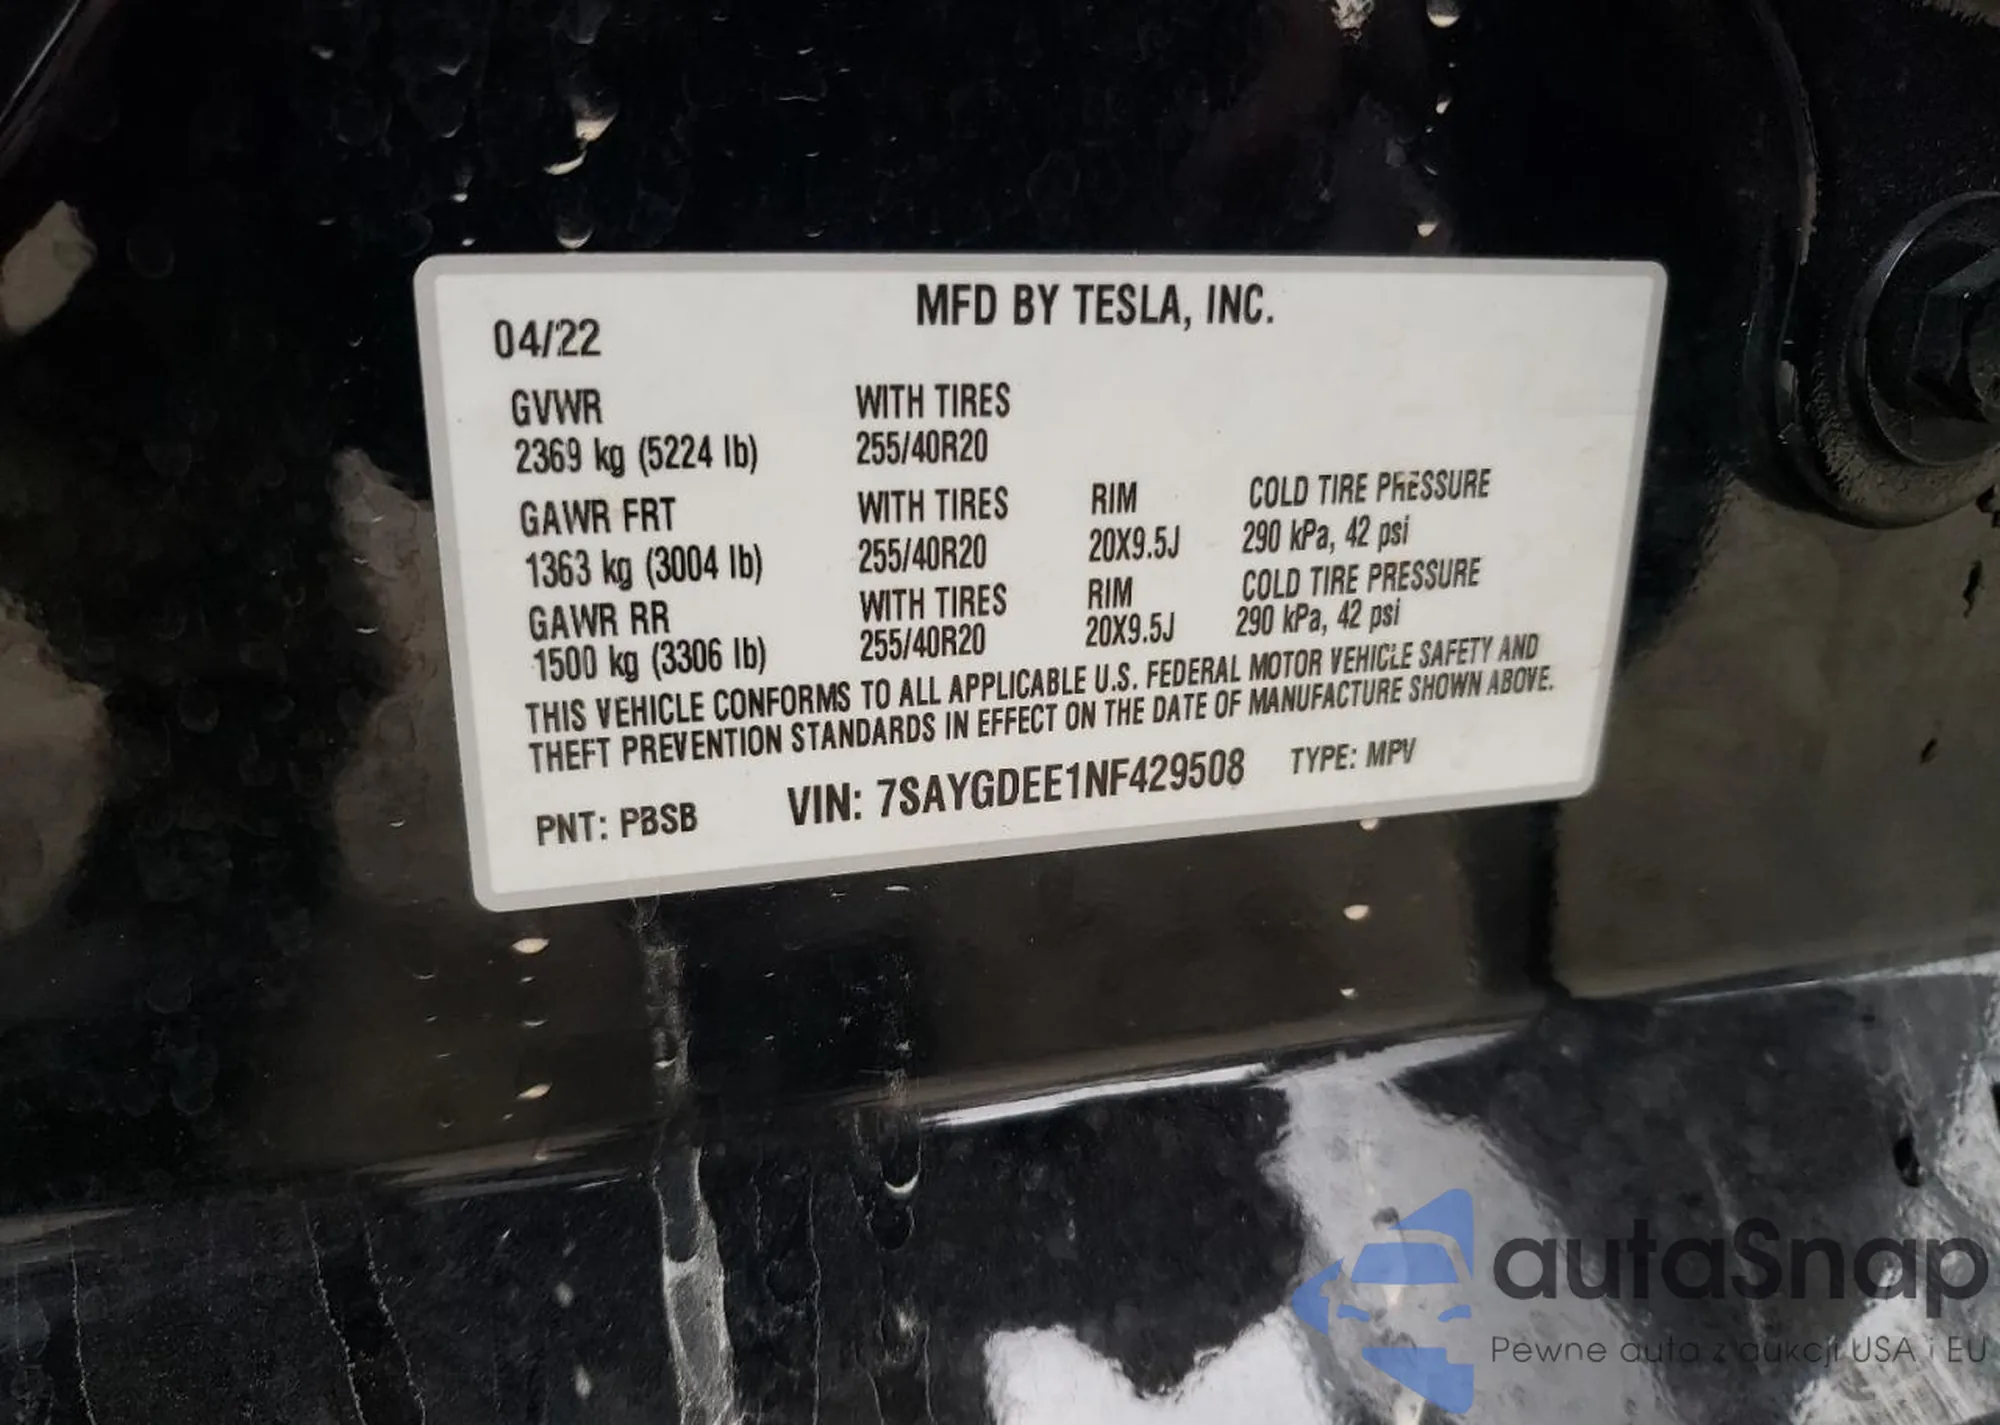 MFD BY TESLA, INC.
04/22
GVWR WITH TIRES
2369 kg (5224 lb) 255/40R20
GAWR FRT WITH TIRES RIM COLD TIRE PRESSURE
1363 kg (3004 lb) 255/40R20 20X9.5J 290 kPa, 42 psi
GAWR RR WITH TIRES RIM COLD TIRE PRESSURE
1500 kg (3306 lb) 255/40R20 20X9.5J 290 kPa, 42 psi
THIS VEHICLE CONFORMS TO ALL APPLICABLE U.S. FEDERAL MOTOR VEHICLE SAFETY AND
THEFT PREVENTION STANDARDS IN EFFECT ON THE DATE OF MANUFACTURE SHOWN ABOVE.
PNT: PBSB VIN: 7SAYGDEE1NF429508 TYPE: MPV
autaSnap
Pewne auta z aukcji USA i EU